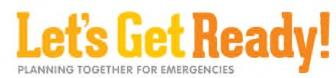 Let's Get Ready!
PLANNING TOGETHER FOR EMERGENCIES